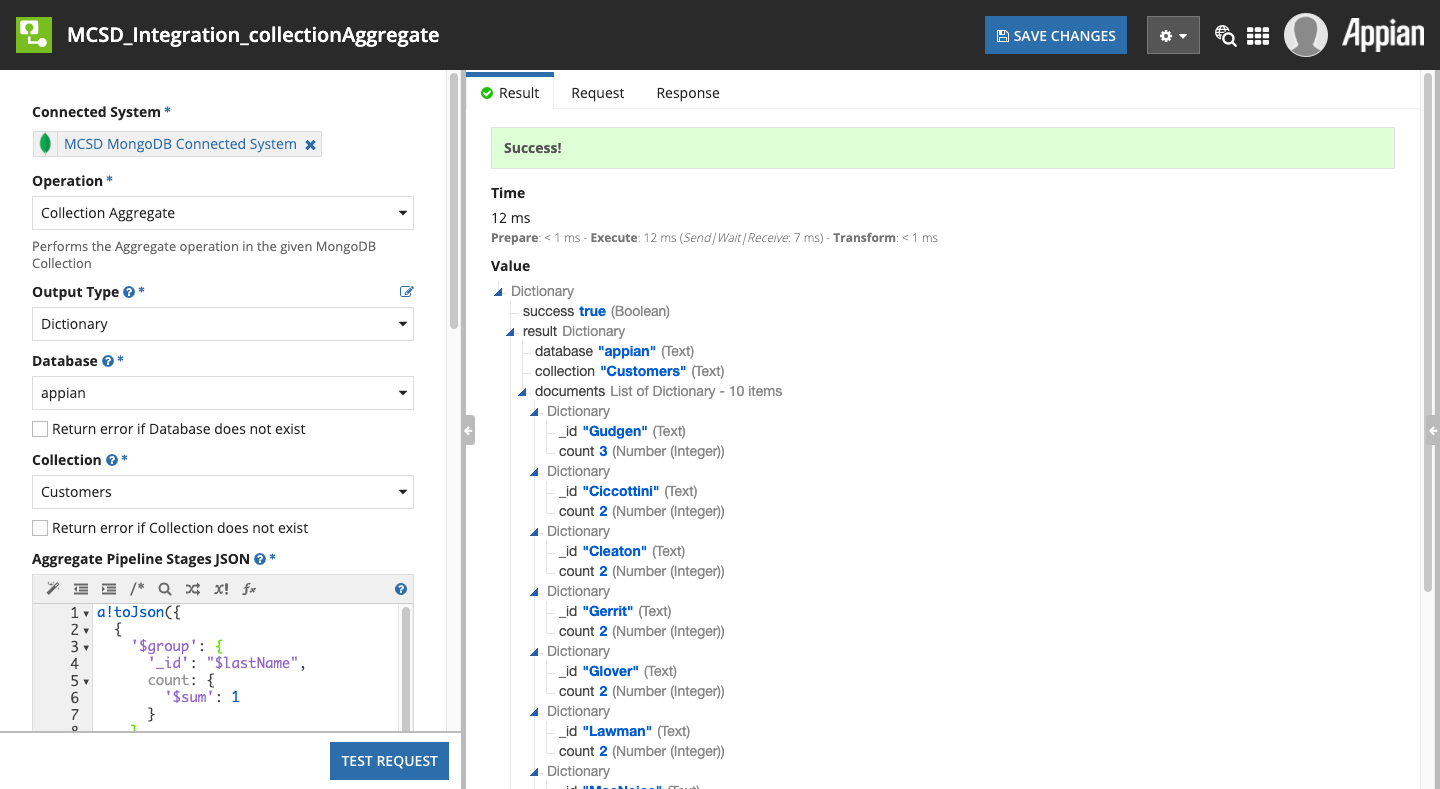 MCSD_Integration_collectionAggregate
SAVE CHANGES
Appian
Connected System *
MCSD MongoDB Connected System
Operation *
Collection Aggregate
Performs the Aggregate operation in the given MongoDB
Collection
Output Type *
Dictionary
Database *
appian
Return error if Database does not exist
Collection *
Customers
Return error if Collection does not exist
Aggregate Pipeline Stages JSON *
/*
x!
fx
1 a!toJson({
2 {
3 '$group': {
4 '_id': "$lastName",
5 count: {
6 '$sum': 1
7 }
8 }
TEST REQUEST
Result Request Response
Success!
Time
12 ms
Prepare: < 1 ms - Execute: 12 ms (Send|Wait|Receive: 7 ms) - Transform: < 1 ms
Value
Dictionary
success true (Boolean)
result Dictionary
database "appian" (Text)
collection "Customers" (Text)
documents List of Dictionary - 10 items
Dictionary
_id "Gudgen" (Text)
count 3 (Number (Integer))
Dictionary
_id "Ciccottini" (Text)
count 2 (Number (Integer))
Dictionary
_id "Cleaton" (Text)
count 2 (Number (Integer))
Dictionary
_id "Gerrit" (Text)
count 2 (Number (Integer))
Dictionary
_id "Glover" (Text)
count 2 (Number (Integer))
Dictionary
_id "Lawman" (Text)
count 2 (Number (Integer))
Dictionary